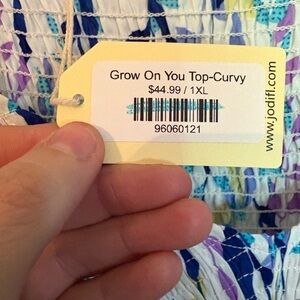 Grow On You Top-Curvy
$44.99 / 1XL
96060121
www.jodifl.com